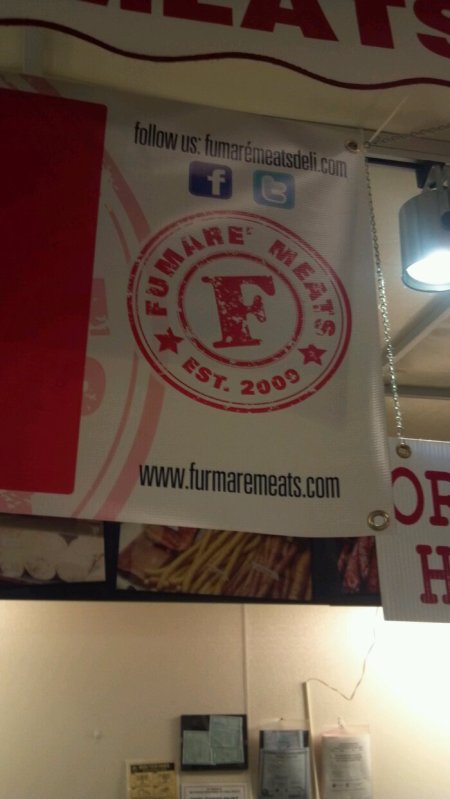 MEATS
follow us: fumarémeatsdeli.com
f t
FUMARE' MEATS
F
EST. 2009
www.furmaremeats.com
OR
H